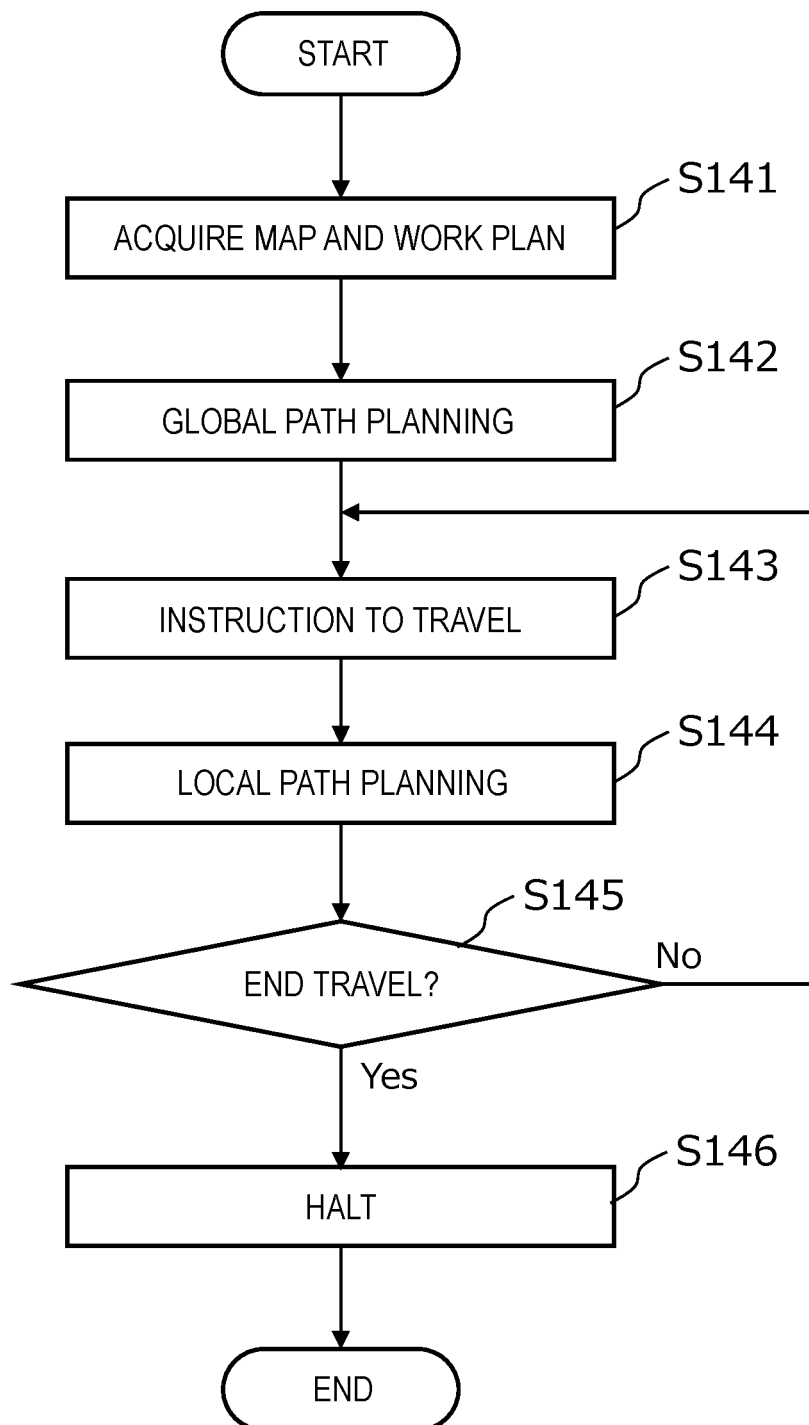 START
S141
ACQUIRE MAP AND WORK PLAN
S142
GLOBAL PATH PLANNING
S143
INSTRUCTION TO TRAVEL
S144
LOCAL PATH PLANNING
S145
END TRAVEL?
No
Yes
S146
HALT
END